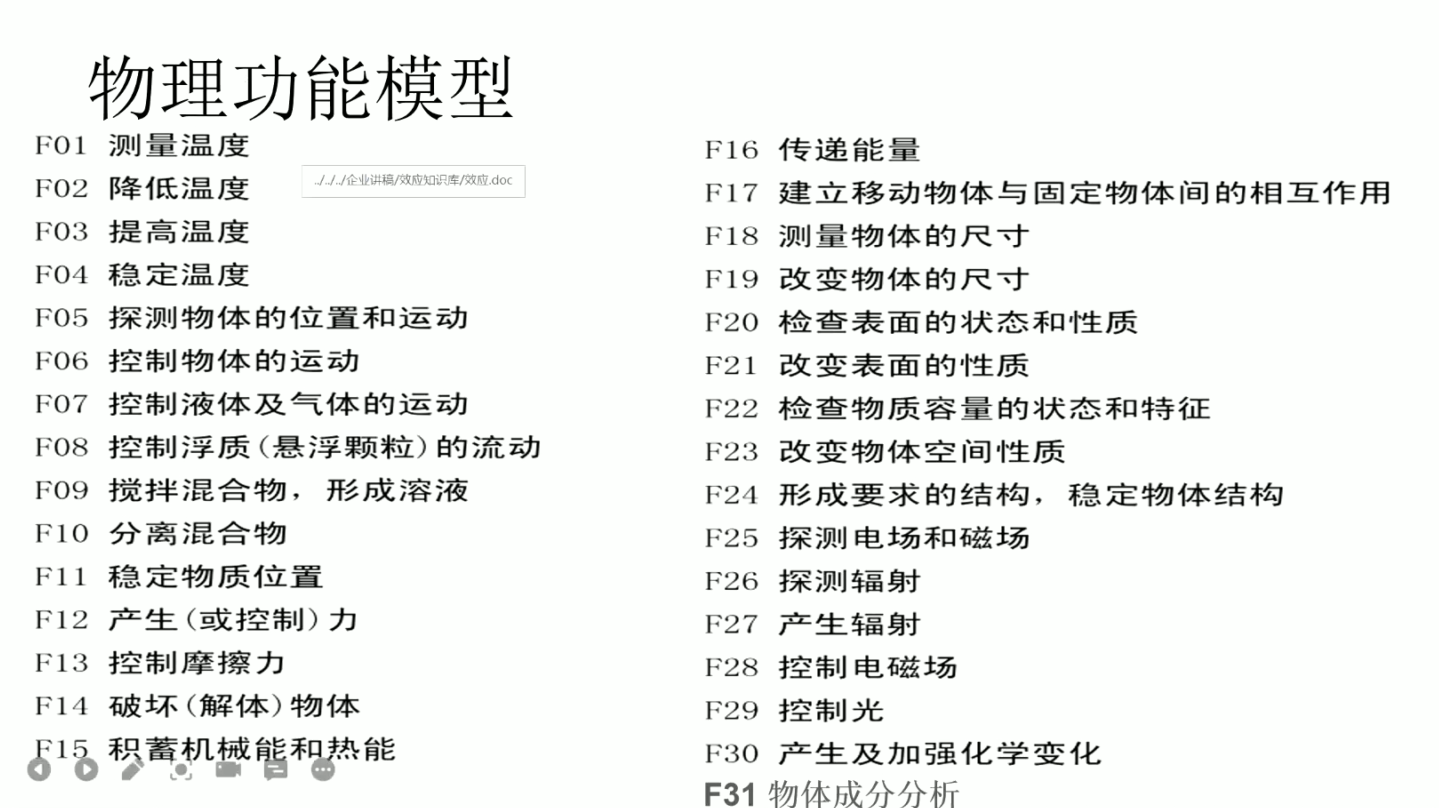 物理功能模型
F01 测量温度
../../../企业讲稿/效应知识库/效应.doc
F02 降低温度
F03 提高温度
F04 稳定温度
F05 探测物体的位置和运动
F06 控制物体的运动
F07 控制液体及气体的运动
F08 控制浮质(悬浮颗粒)的流动
F09 搅拌混合物，形成溶液
F10 分离混合物
F11 稳定物质位置
F12 产生(或控制)力
F13 控制摩擦力
F14 破坏(解体)物体
F15 积蓄机械能和热能
F16 传递能量
F17 建立移动物体与固定物体间的相互作用
F18 测量物体的尺寸
F19 改变物体的尺寸
F20 检查表面的状态和性质
F21 改变表面的性质
F22 检查物质容量的状态和特征
F23 改变物体空间性质
F24 形成要求的结构，稳定物体结构
F25 探测电场和磁场
F26 探测辐射
F27 产生辐射
F28 控制电磁场
F29 控制光
F30 产生及加强化学变化
F31 物体成分分析